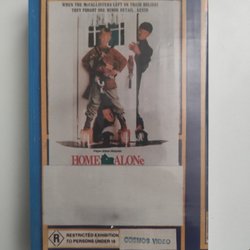 WHEN THE McCALLISTERS LEFT ON THEIR HOLIDAY
THEY FORGOT ONE MINOR DETAIL: KEVIN
HOME ALONe
R
RESTRICTED EXHIBITION
TO PERSONS UNDER 18
COSMOS VIDEO